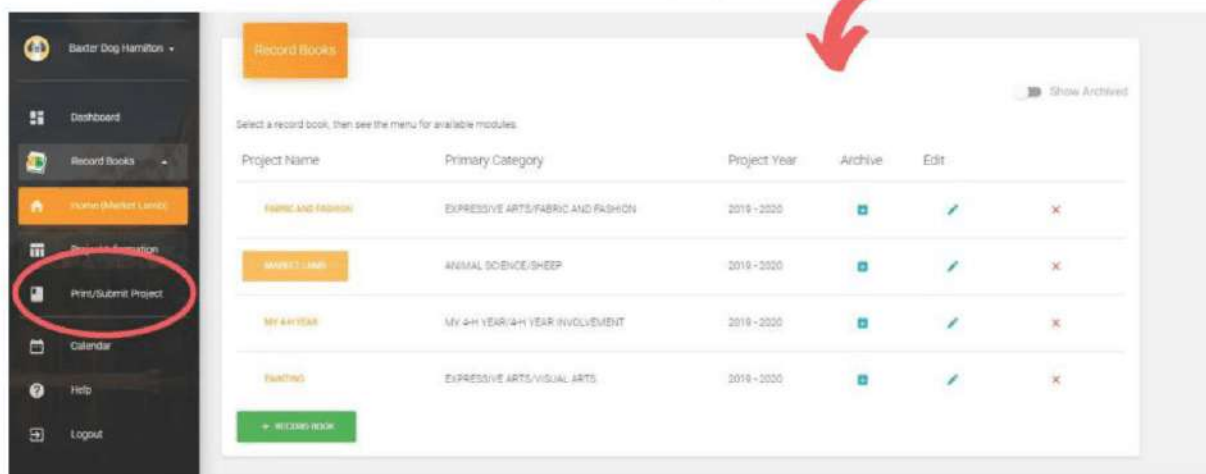 Baxter Dog Hamilton
Dashboard
Record Books
Home (Market Lamb)
Project Information
Print/Submit Project
Calendar
Help
Logout
Record Books
Show Archived
Select a record book, then see the menu for available modules.
Project Name Primary Category Project Year Archive Edit
FABRIC AND FASHION EXPRESSIVE ARTS/FABRIC AND FASHION 2019 - 2020
MARKET LAMB ANIMAL SCIENCE/SHEEP 2019 - 2020
MY 4-H YEAR MY 4-H YEAR/4-H YEAR INVOLVEMENT 2019 - 2020
PAINTING EXPRESSIVE ARTS/VISUAL ARTS 2019 - 2020
+ RECORD BOOK